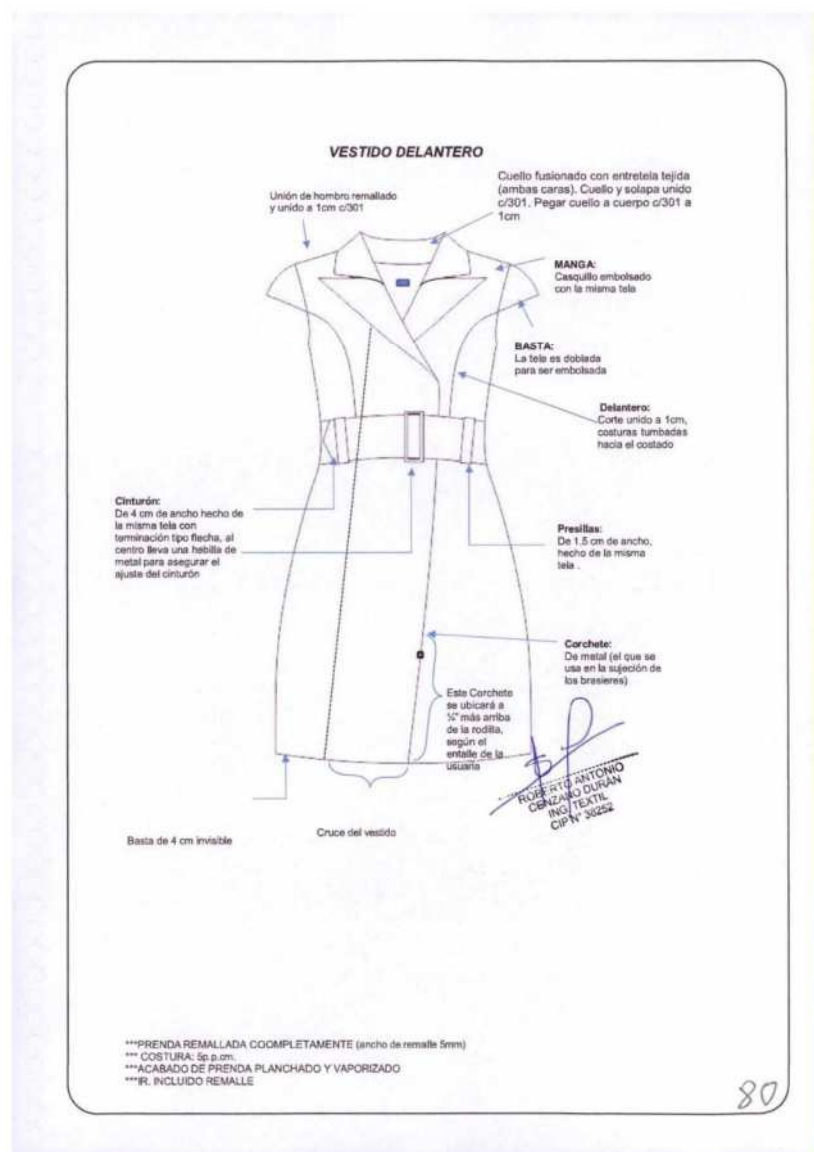 VESTIDO DELANTERO
Unión de hombro remallado
y unido a 1cm c/301
Cuello fusionado con entretela tejida
(ambas caras). Cuello y solapa unido
c/301. Pegar cuello a cuerpo c/301 a
1cm
MANGA:
Casquillo embolsado
con la misma tela
BASTA:
La tela es doblada
para ser embolsada
Delantero:
Corte unido a 1cm,
costuras tumbadas
hacia el costado
Cinturón:
De 4 cm de ancho hecho de
la misma tela con
terminación tipo flecha, al
centro lleva una hebilla de
metal para asegurar el
ajuste del cinturón
Presillas:
De 1.5 cm de ancho,
hecho de la misma
tela .
Corchete:
De metal (el que se
usa en la sujeción de
los brasieres)
Este Corchete
se ubicará a
¾" más arriba
de la rodilla,
según el
entalle de la
usuaria
ROBERTO ANTONIO
CENZANO DURAN
ING. TEXTIL
CIP N° 38252
Basta de 4 cm invisible
Cruce del vestido
***PRENDA REMALLADA COOMPLETAMENTE (ancho de remalle 5mm)
*** COSTURA: 5p.p.cm.
***ACABADO DE PRENDA PLANCHADO Y VAPORIZADO
***IR. INCLUIDO REMALLE
80